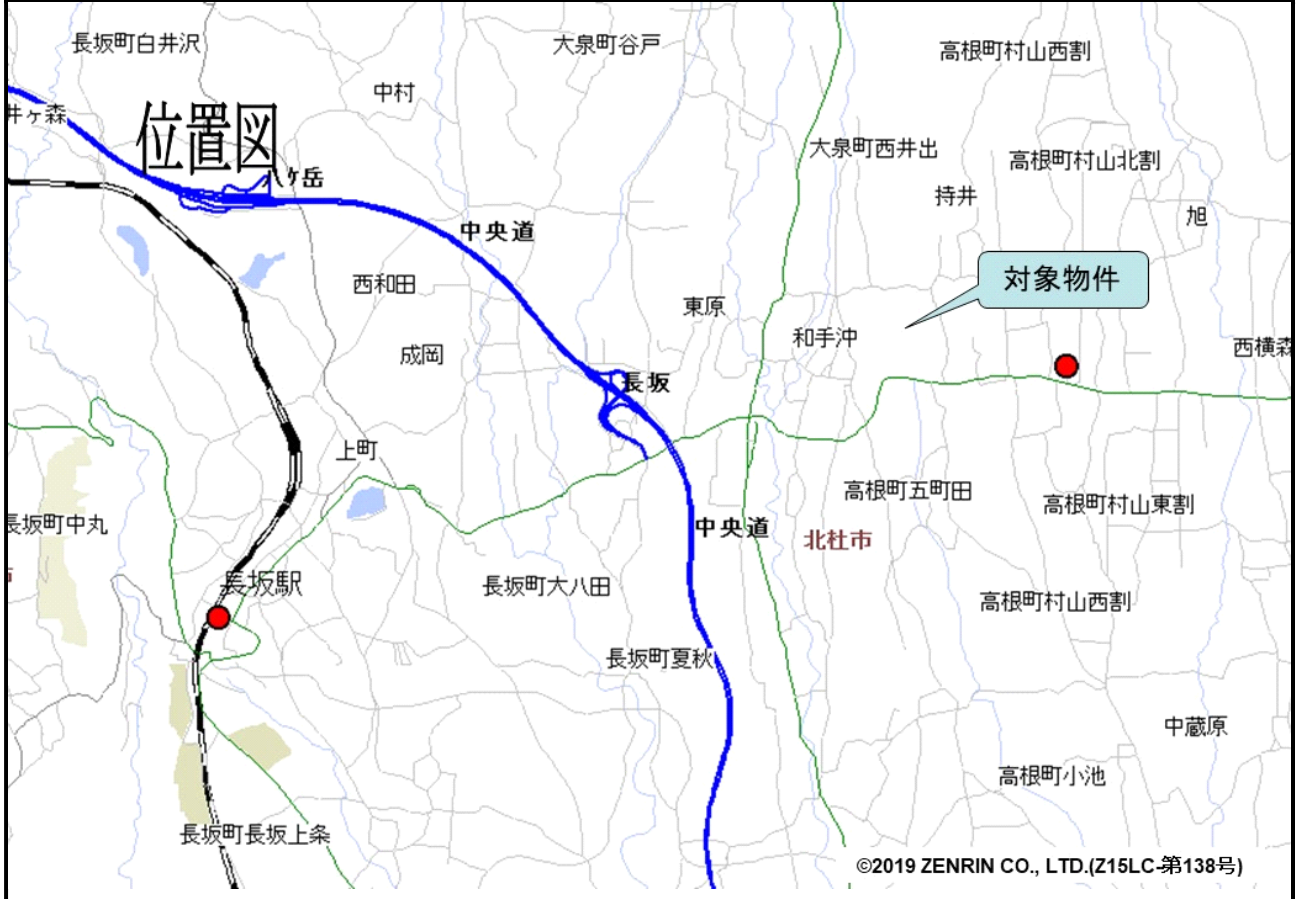 長坂町白井沢
大泉町谷戸
高根町村山西割
中村
井ヶ森
位置図
大泉町西井出
高根町村山北割
八ケ岳
持井
旭
中央道
西和田
対象物件
東原
和手沖
西横森
成岡
長坂
上町
高根町五町田
高根町村山東割
長坂町中丸
中央道
北杜市
長坂駅
長坂町大八田
高根町村山西割
長坂町夏秋
中蔵原
高根町小池
長坂町長坂上条
©2019 ZENRIN CO., LTD.(Z15LC-第138号)